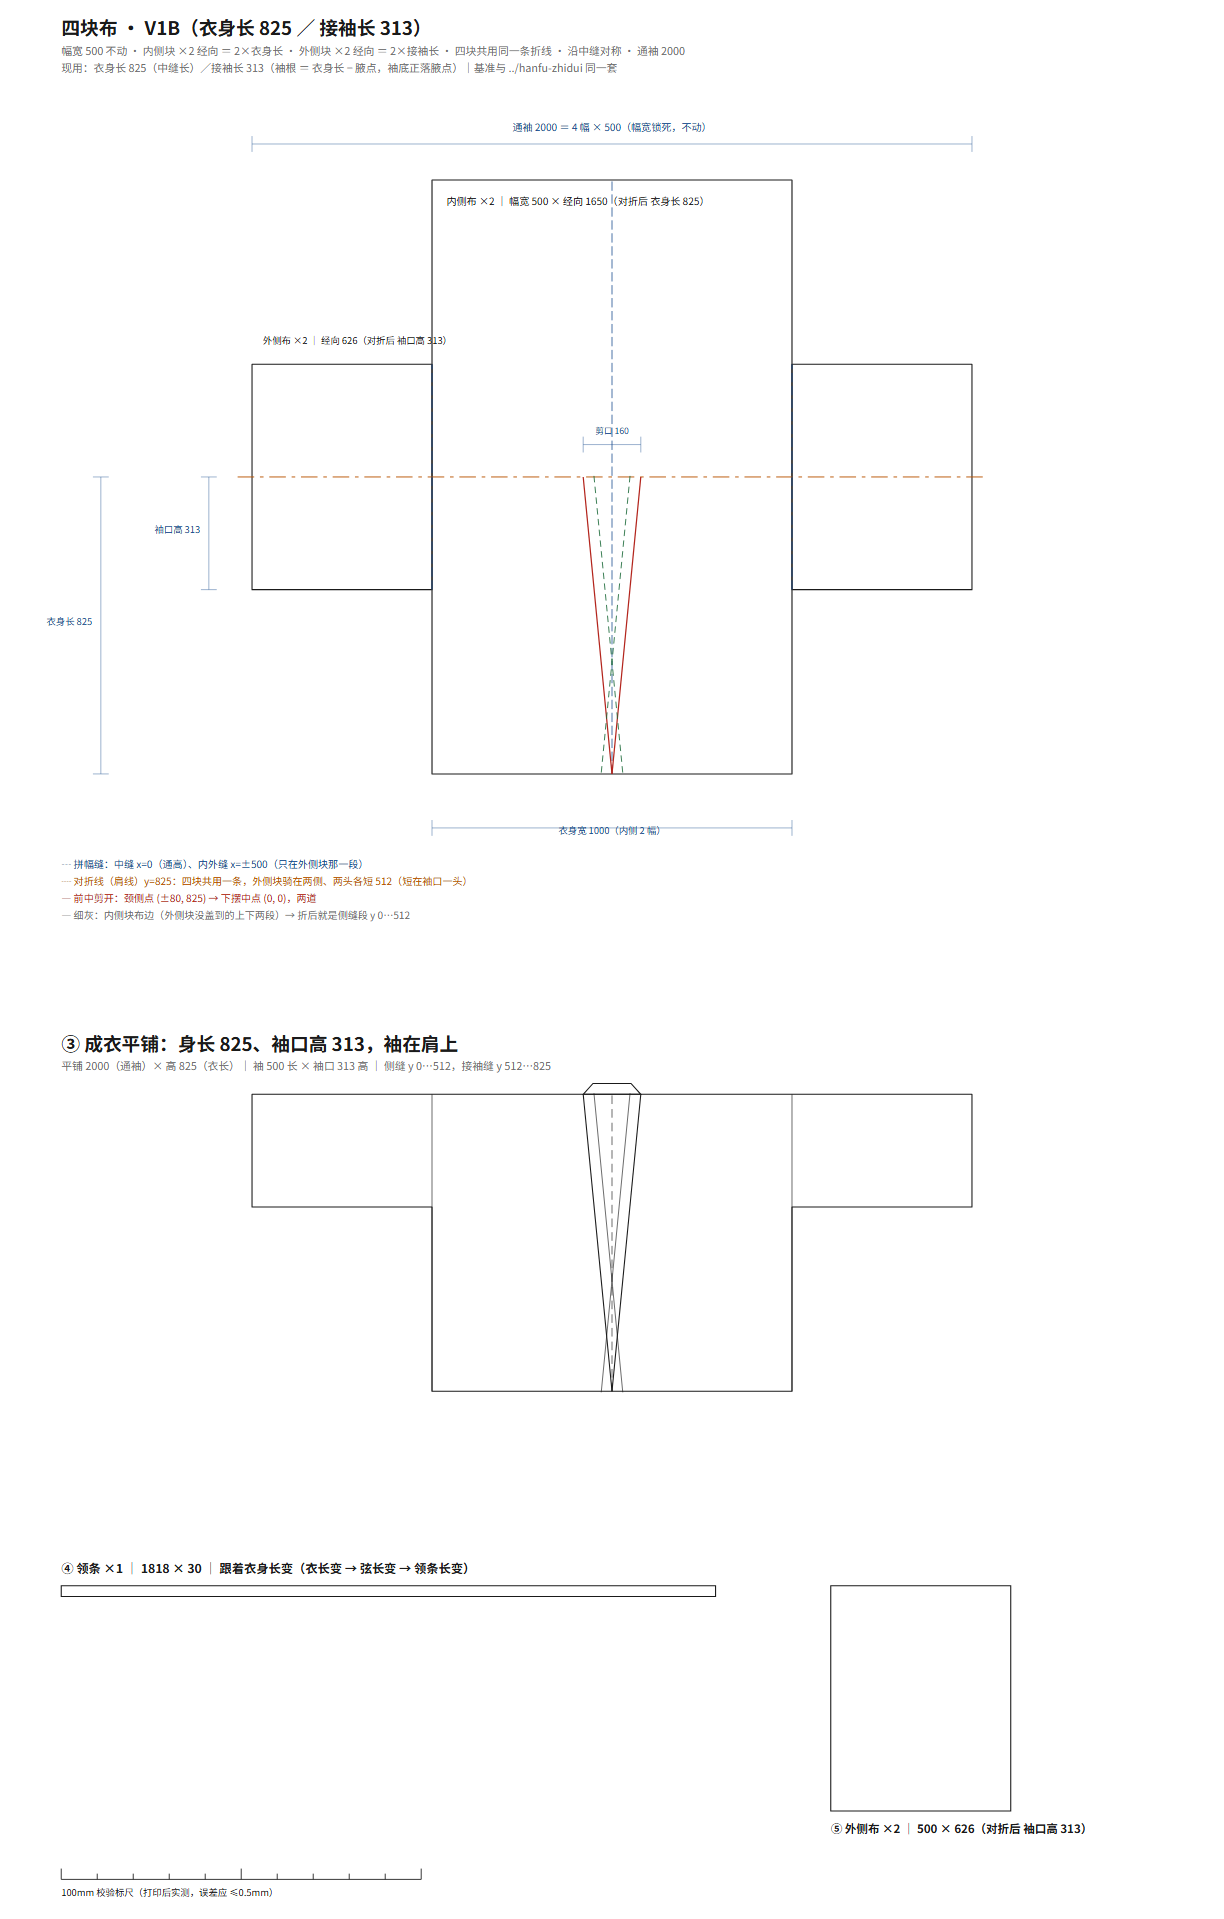 四块布 · V1B（衣身长 825 ／ 接袖长 313）
幅宽 500 不动 · 内侧块 ×2 经向 ＝ 2×衣身长 · 外侧块 ×2 经向 ＝ 2×接袖长 · 四块共用同一条折线 · 沿中缝对称 · 通袖 2000
现用：衣身长 825（中缝长）／接袖长 313（袖根 ＝ 衣身长－腋点，袖底正落腋点）｜基准与 ../hanfu-zhidui 同一套
通袖 2000 ＝ 4 幅 × 500（幅宽锁死，不动）
内侧布 ×2 ｜ 幅宽 500 × 经向 1650（对折后 衣身长 825）
外侧布 ×2 ｜ 经向 626（对折后 袖口高 313）
剪口 160
袖口高 313
衣身长 825
衣身宽 1000（内侧 2 幅）
┄ 拼幅缝：中缝 x=0（通高）、内外缝 x=±500（只在外侧块那一段）
— 对折线（肩线）y=825：四块共用一条，外侧块骑在两侧、两头各短 512（短在袖口一头）
— 前中剪开：颈侧点 (±80, 825) → 下摆中点 (0, 0)，两道
— 细灰：内侧块布边（外侧块没盖到的上下两段）→ 折后就是侧缝段 y 0…512
③ 成衣平铺：身长 825、袖口高 313，袖在肩上
平铺 2000（通袖）× 高 825（衣长）｜ 袖 500 长 × 袖口 313 高 ｜ 侧缝 y 0…512，接袖缝 y 512…825
④ 领条 ×1 ｜ 1818 × 30 ｜ 跟着衣身长变（衣长变 → 弦长变 → 领条长变）
⑤ 外侧布 ×2 ｜ 500 × 626（对折后 袖口高 313）
100mm 校验标尺（打印后实测，误差应 ≤0.5mm）